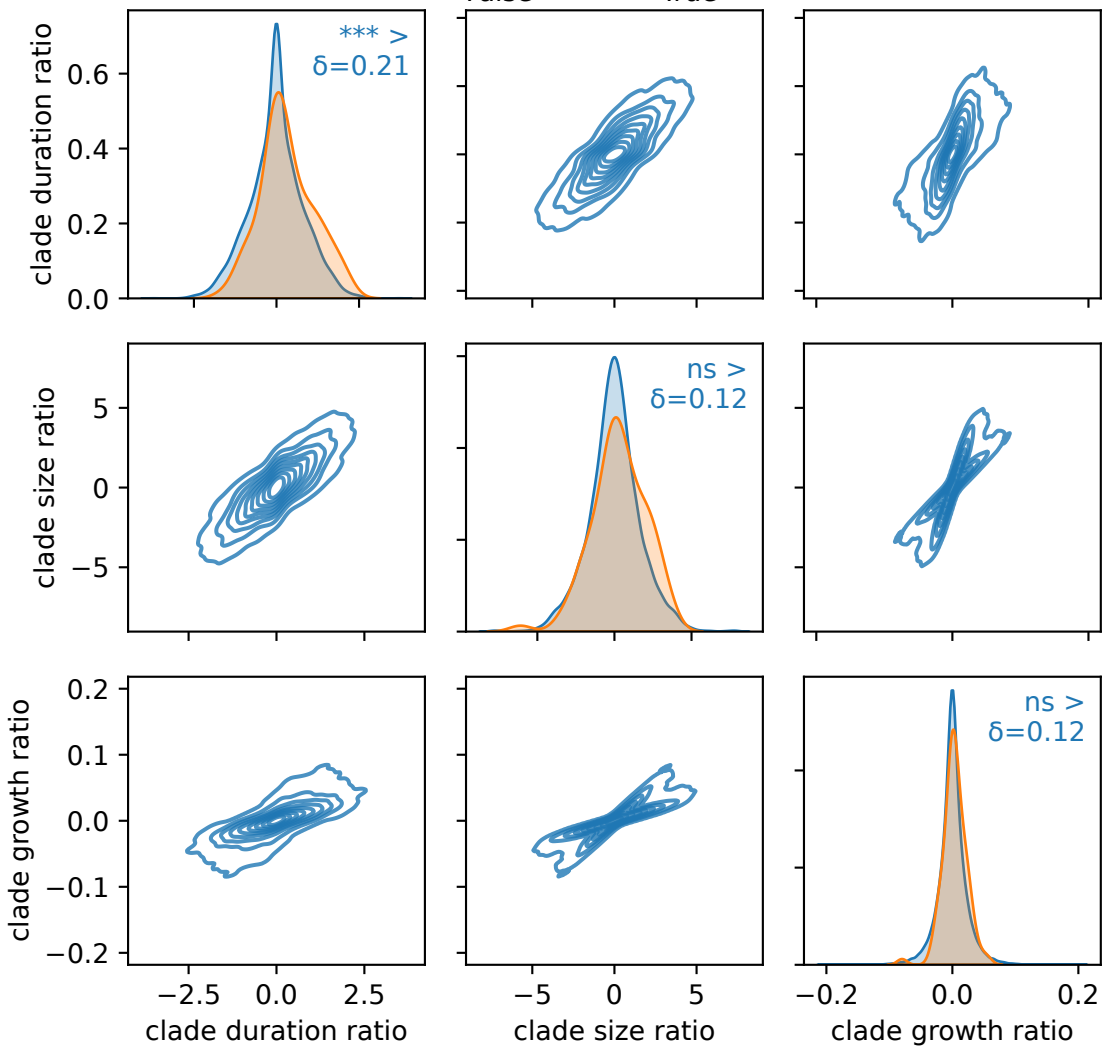 clade duration ratio
0.6
0.4
0.2
0.0
*** >
δ=0.21
clade size ratio
5
0
−5
ns >
δ=0.12
clade growth ratio
0.2
0.1
0.0
−0.1
−0.2
ns >
δ=0.12
−2.5 0.0 2.5
−5 0 5
−0.2 0.0 0.2
clade duration ratio
clade size ratio
clade growth ratio